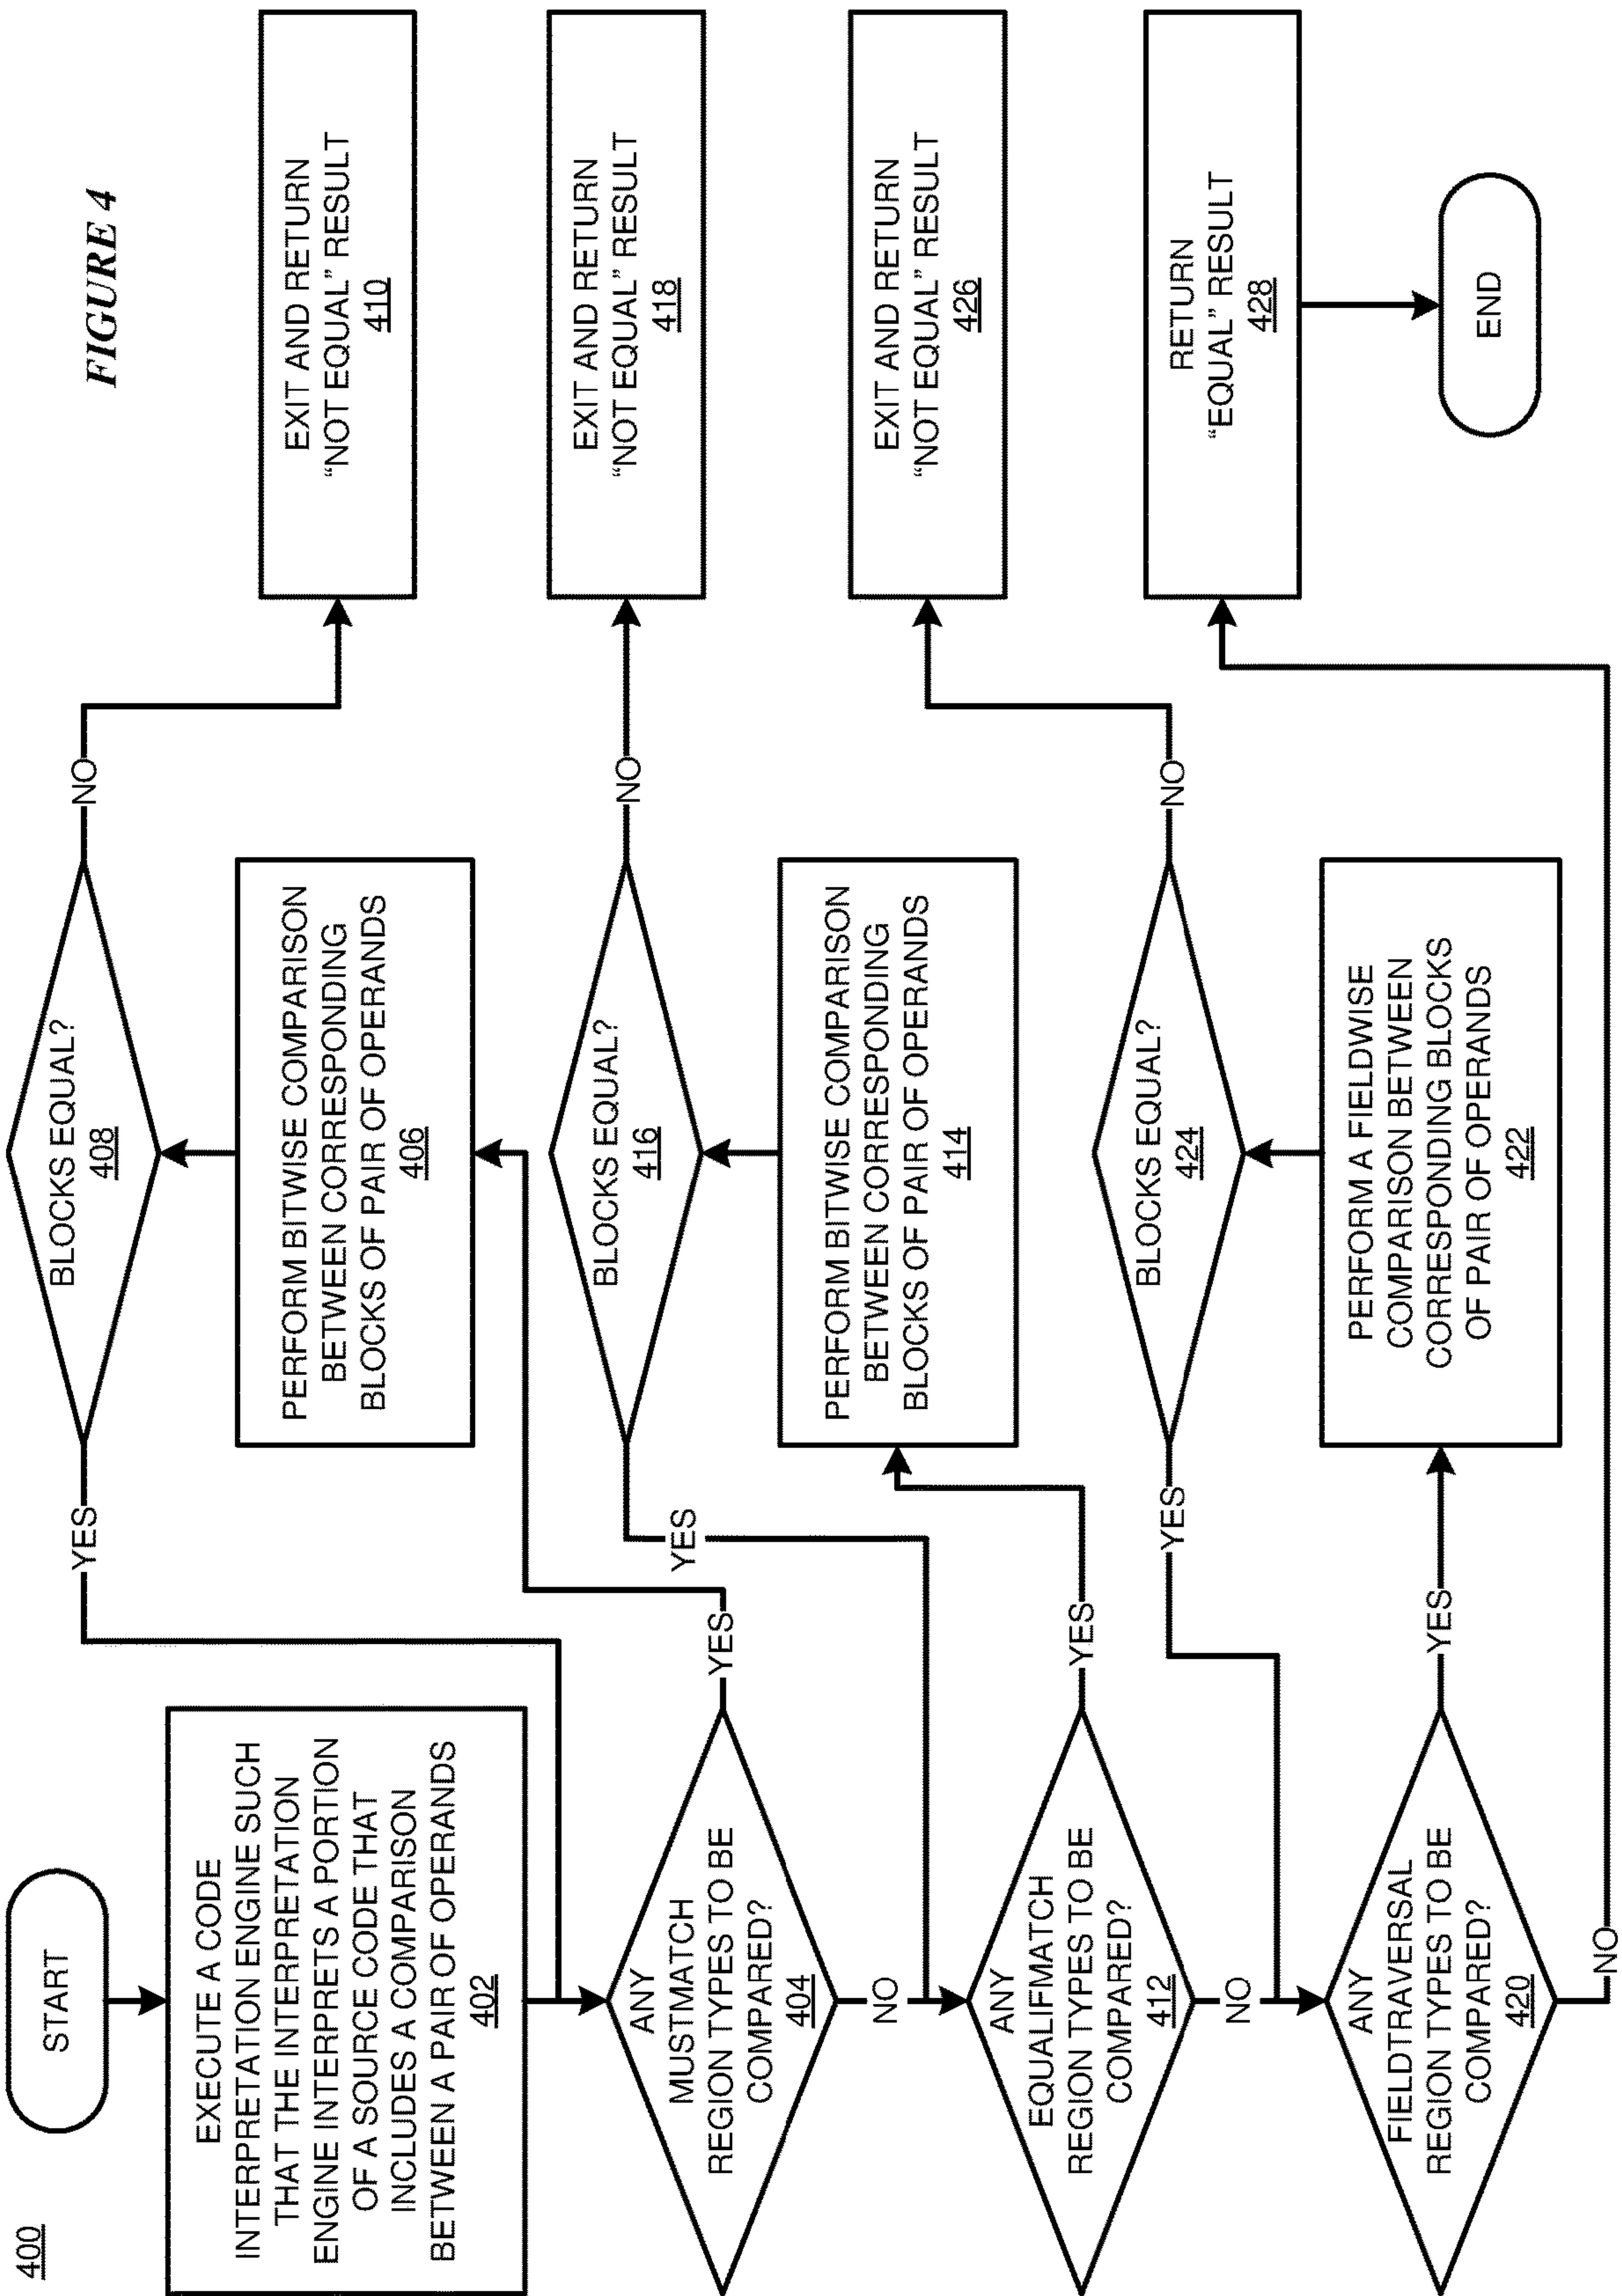 400
FIGURE 4
START
EXECUTE A CODE
INTERPRETATION ENGINE SUCH
THAT THE INTERPRETATION
ENGINE INTERPRETS A PORTION
OF A SOURCE CODE THAT
INCLUDES A COMPARISON
BETWEEN A PAIR OF OPERANDS
402
ANY
MUSTMATCH
REGION TYPES TO BE
COMPARED?
404
YES
NO
PERFORM BITWISE COMPARISON
BETWEEN CORRESPONDING
BLOCKS OF PAIR OF OPERANDS
406
BLOCKS EQUAL?
408
YES
NO
EXIT AND RETURN
“NOT EQUAL” RESULT
410
ANY
EQUALIFMATCH
REGION TYPES TO BE
COMPARED?
412
YES
NO
PERFORM BITWISE COMPARISON
BETWEEN CORRESPONDING
BLOCKS OF PAIR OF OPERANDS
414
BLOCKS EQUAL?
416
YES
NO
EXIT AND RETURN
“NOT EQUAL” RESULT
418
ANY
FIELDTRAVERSAL
REGION TYPES TO BE
COMPARED?
420
YES
NO
PERFORM A FIELDWISE
COMPARISON BETWEEN
CORRESPONDING BLOCKS
OF PAIR OF OPERANDS
422
BLOCKS EQUAL?
424
YES
NO
EXIT AND RETURN
“NOT EQUAL” RESULT
426
RETURN
“EQUAL” RESULT
428
END